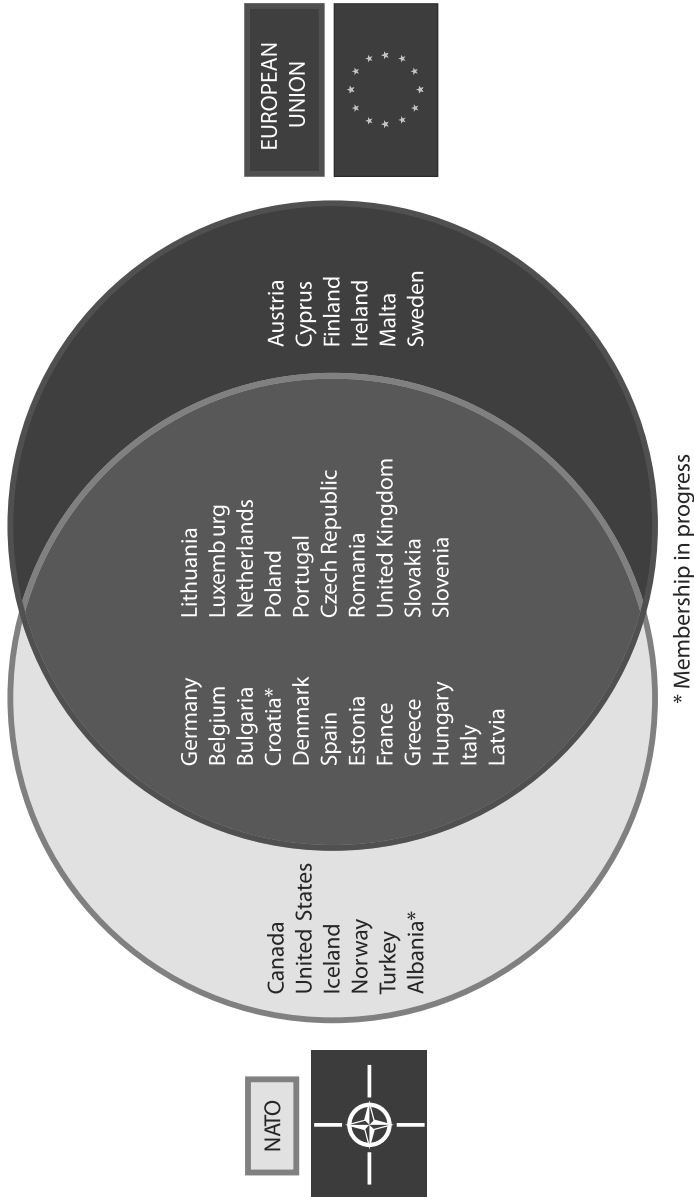 NATO
Canada
United States
Iceland
Norway
Turkey
Albania*
Germany
Belgium
Bulgaria
Croatia*
Denmark
Spain
Estonia
France
Greece
Hungary
Italy
Latvia
Lithuania
Luxemburg
Netherlands
Poland
Portugal
Czech Republic
Romania
United Kingdom
Slovakia
Slovenia
Austria
Cyprus
Finland
Ireland
Malta
Sweden
EUROPEAN
UNION
* Membership in progress